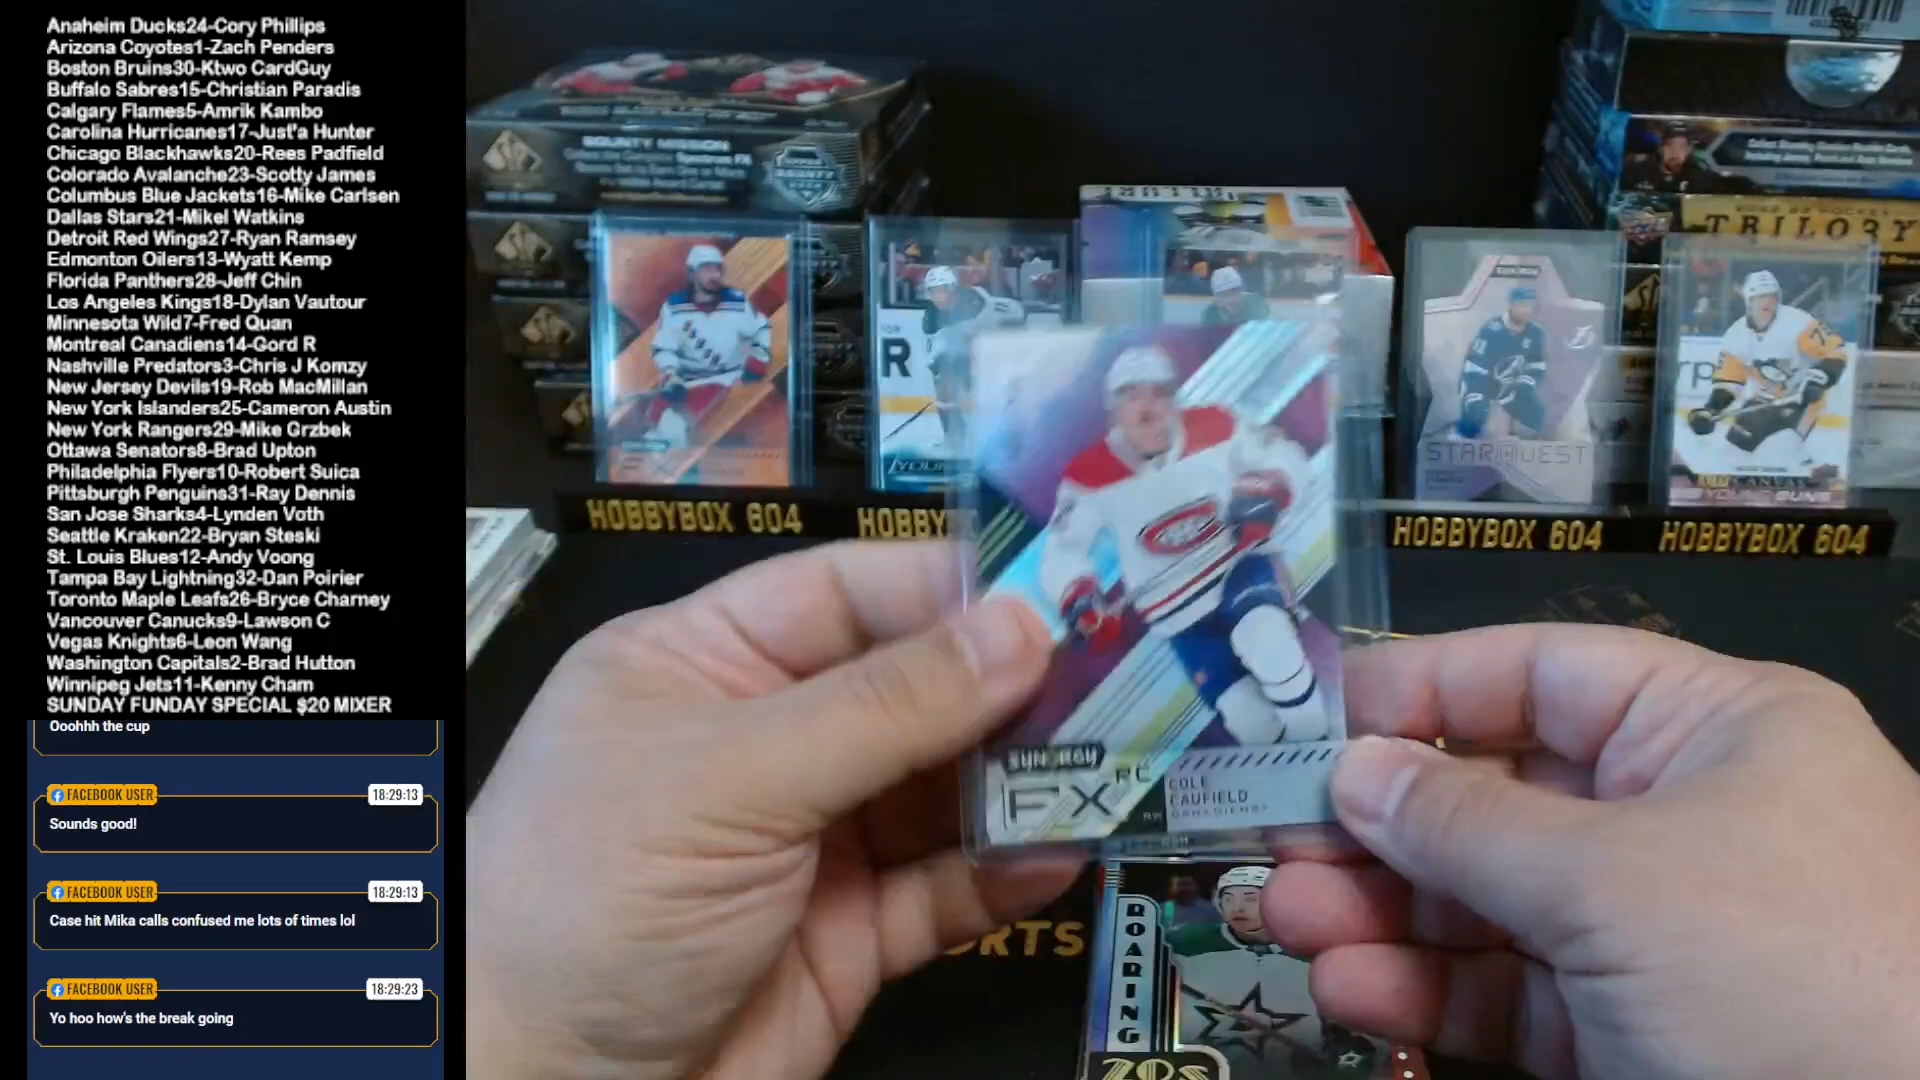 Anaheim Ducks24-Cory Phillips
Arizona Coyotes1-Zach Penders
Boston Bruins30-Ktwo CardGuy
Buffalo Sabres15-Christian Paradis
Calgary Flames5-Amrik Kambo
Carolina Hurricanes17-Just'a Hunter
Chicago Blackhawks20-Rees Padfield
Colorado Avalanche23-Scotty James
Columbus Blue Jackets16-Mike Carlsen
Dallas Stars21-Mikel Watkins
Detroit Red Wings27-Ryan Ramsey
Edmonton Oilers13-Wyatt Kemp
Florida Panthers28-Jeff Chin
Los Angeles Kings18-Dylan Vautour
Minnesota Wild7-Fred Quan
Montreal Canadiens14-Gord R
Nashville Predators3-Chris J Komzy
New Jersey Devils19-Rob MacMillan
New York Islanders25-Cameron Austin
New York Rangers29-Mike Grzbek
Ottawa Senators8-Brad Upton
Philadelphia Flyers10-Robert Suica
Pittsburgh Penguins31-Ray Dennis
San Jose Sharks4-Lynden Voth
Seattle Kraken22-Bryan Steski
St. Louis Blues12-Andy Voong
Tampa Bay Lightning32-Dan Poirier
Toronto Maple Leafs26-Bryce Charney
Vancouver Canucks9-Lawson C
Vegas Knights6-Leon Wang
Washington Capitals2-Brad Hutton
Winnipeg Jets11-Kenny Cham
SUNDAY FUNDAY SPECIAL $20 MIXER
Ooohhh the cup
FACEBOOK USER 18:29:13
Sounds good!
FACEBOOK USER 18:29:13
Case hit Mika calls confused me lots of times lol
FACEBOOK USER 18:29:23
Yo hoo how's the break going
BOUNTY MISSION
TRILOGY
STARQUEST
CANVAS
YOUNG GUNS
HOBBYBOX 604
HOBBY
HOBBYBOX 604
HOBBYBOX 604
SYNERGY
FX RC
COLE
CAUFIELD
CANADIENS
ORTS
ROARING
20s